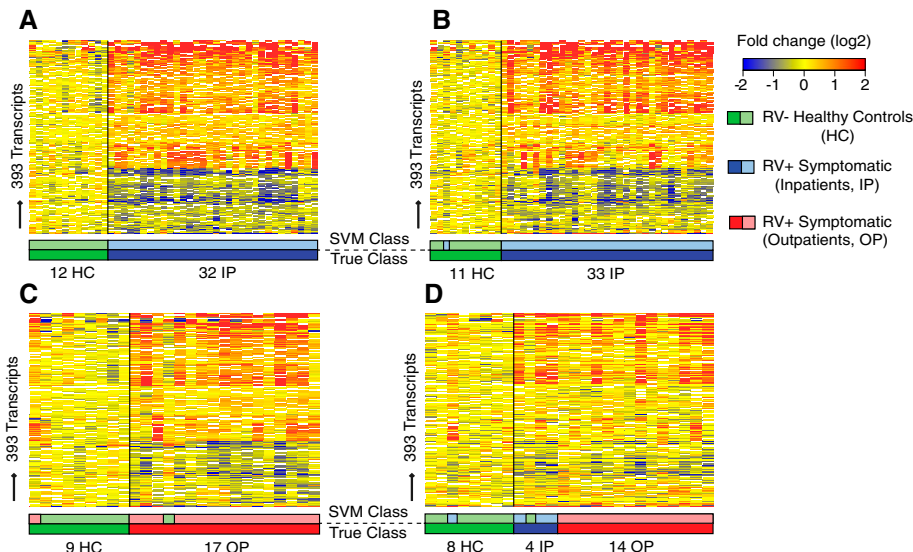 A
B
Fold change (log2)
-2 -1 0 1 2
RV- Healthy Controls
(HC)
RV+ Symptomatic
(Inpatients, IP)
RV+ Symptomatic
(Outpatients, OP)
393 Transcripts
393 Transcripts
SVM Class
True Class
12 HC 32 IP
11 HC 33 IP
C
D
393 Transcripts
393 Transcripts
SVM Class
True Class
9 HC 17 OP
8 HC 4 IP 14 OP